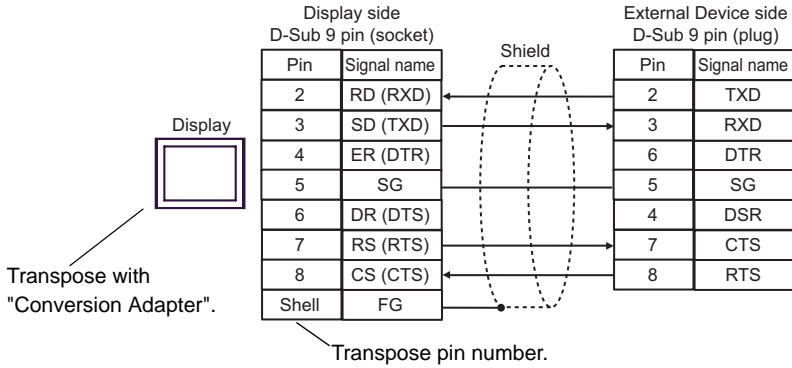 Display side
D-Sub 9 pin (socket)
External Device side
D-Sub 9 pin (plug)
Shield
Pin Signal name
Pin Signal name
2 RD (RXD) 2 TXD
Display
3 SD (TXD) 3 RXD
4 ER (DTR) 6 DTR
5 SG 5 SG
6 DR (DTS) 4 DSR
7 RS (RTS) 7 CTS
8 CS (CTS) 8 RTS
Shell FG
Transpose with
"Conversion Adapter".
Transpose pin number.